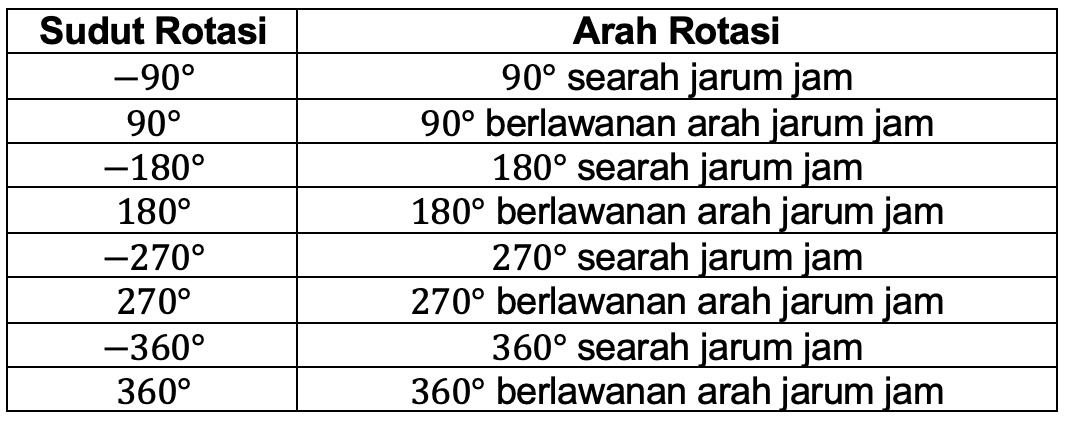 Sudut Rotasi Arah Rotasi
−90° 90° searah jarum jam
90° 90° berlawanan arah jarum jam
−180° 180° searah jarum jam
180° 180° berlawanan arah jarum jam
−270° 270° searah jarum jam
270° 270° berlawanan arah jarum jam
−360° 360° searah jarum jam
360° 360° berlawanan arah jarum jam